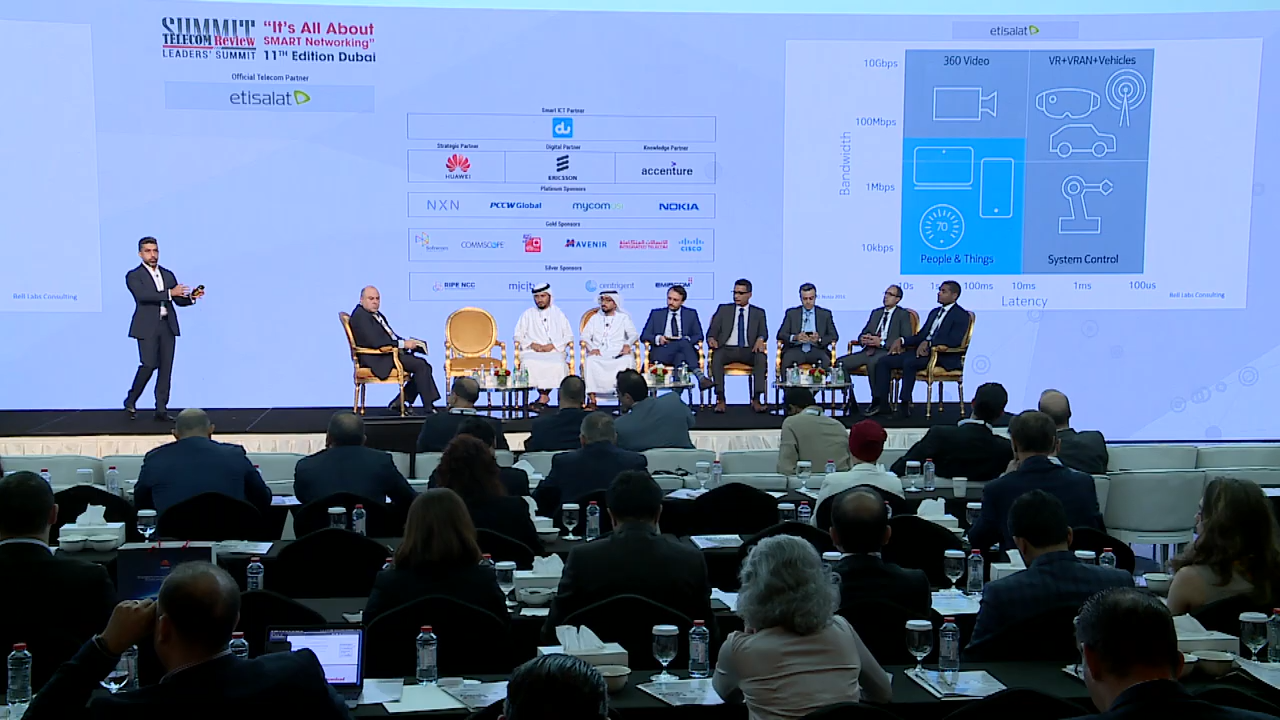 SUMMIT
TELECOM Review
LEADERS' SUMMIT
"It's All About
SMART Networking"
11TH Edition Dubai
Official Telecom Partner
etisalat
Smart ICT Partner
du
Strategic Partner
Digital Partner
Knowledge Partner
HUAWEI
ERICSSON
accenture
Platinum Sponsors
NXN
PCCW Global
mycom
NOKIA
Gold Sponsors
COMMSCOPE
MAVENIR
INTEGRATED TELECOM
CISCO
Silver Sponsors
RIPE NCC
centrigent
Bell Labs Consulting
etisalat
10Gbps
100Mbps
1Mbps
10kbps
Bandwidth
360 Video
VR+VRAN+Vehicles
70
People & Things
System Control
10s
100ms
10ms
1ms
100us
Latency
Bell Labs Consulting